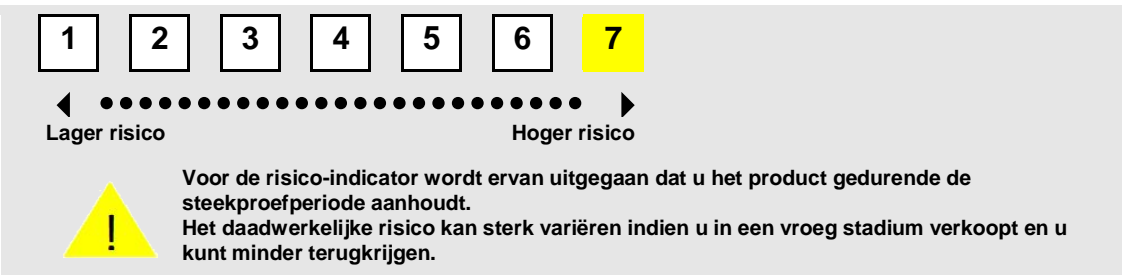 1 2 3 4 5 6 7
Lager risico Hoger risico
!
Voor de risico-indicator wordt ervan uitgegaan dat u het product gedurende de
steekproefperiode aanhoudt.
Het daadwerkelijke risico kan sterk variëren indien u in een vroeg stadium verkoopt en u
kunt minder terugkrijgen.